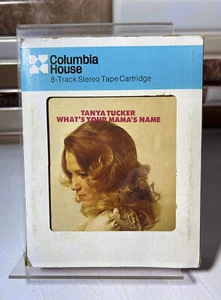 Columbia
House
8-Track Stereo Tape Cartridge
TANYA TUCKER
WHAT'S YOUR MAMA'S NAME